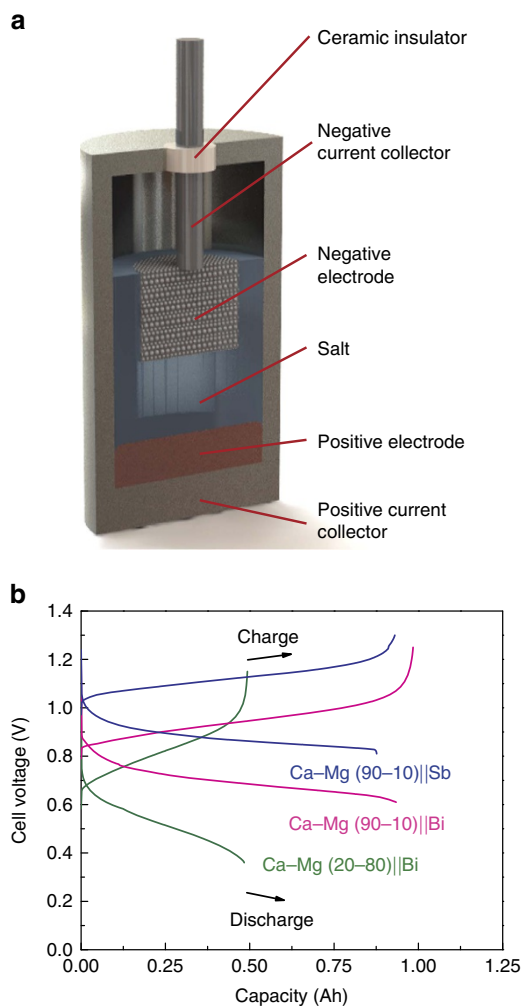 a
Ceramic insulator
Negative
current collector
Negative
electrode
Salt
Positive electrode
Positive current
collector
b
1.4
1.2
1.0
0.8
0.6
0.4
0.2
0.0
Cell voltage (V)
Charge
Ca–Mg (90–10)||Sb
Ca–Mg (90–10)||Bi
Ca–Mg (20–80)||Bi
Discharge
0.00
0.25
0.50
0.75
1.00
1.25
Capacity (Ah)